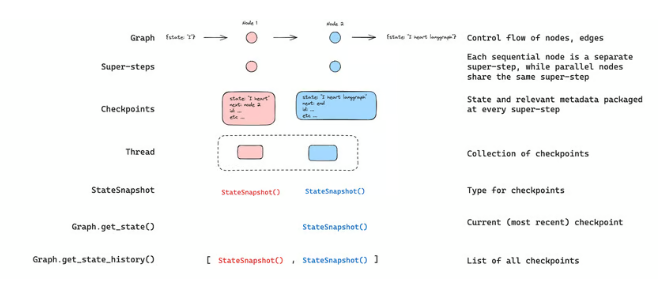 Node 1
Node 2
Graph
{state: "I"}
{state: "I heart langgraph"}
Control flow of nodes, edges
Super-steps
Each sequential node is a separate
super-step, while parallel nodes
share the same super-step
Checkpoints
state: "I heart"
next: node 2
id: ...
etc ...
state: "I heart langgraph"
next: end
id: ...
etc ...
State and relevant metadata packaged
at every super-step
Thread
Collection of checkpoints
StateSnapshot
StateSnapshot()
StateSnapshot()
Type for checkpoints
Graph.get_state()
StateSnapshot()
Current (most recent) checkpoint
Graph.get_state_history()
[ StateSnapshot() , StateSnapshot() ]
List of all checkpoints